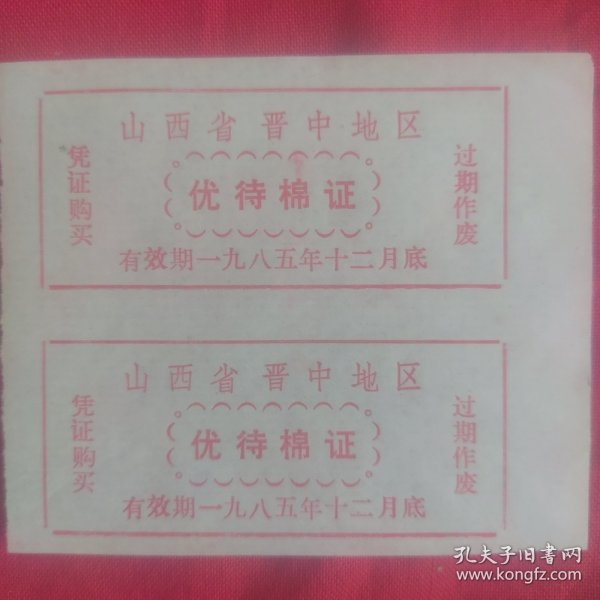 山西省晋中地区
凭证购买
优待棉证
过期作废
有效期一九八五年十二月底
山西省晋中地区
凭证购买
优待棉证
过期作废
有效期一九八五年十二月底
孔夫子旧书网
www.kongfz.com